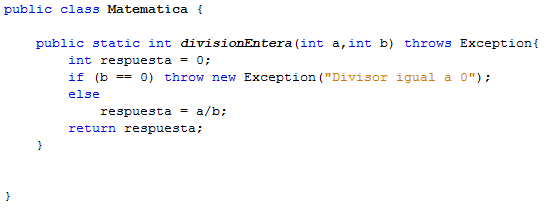 public class Matematica {
public static int divisionEntera(int a,int b) throws Exception{
int respuesta = 0;
if (b == 0) throw new Exception("Divisor igual a 0");
else
respuesta = a/b;
return respuesta;
}
}